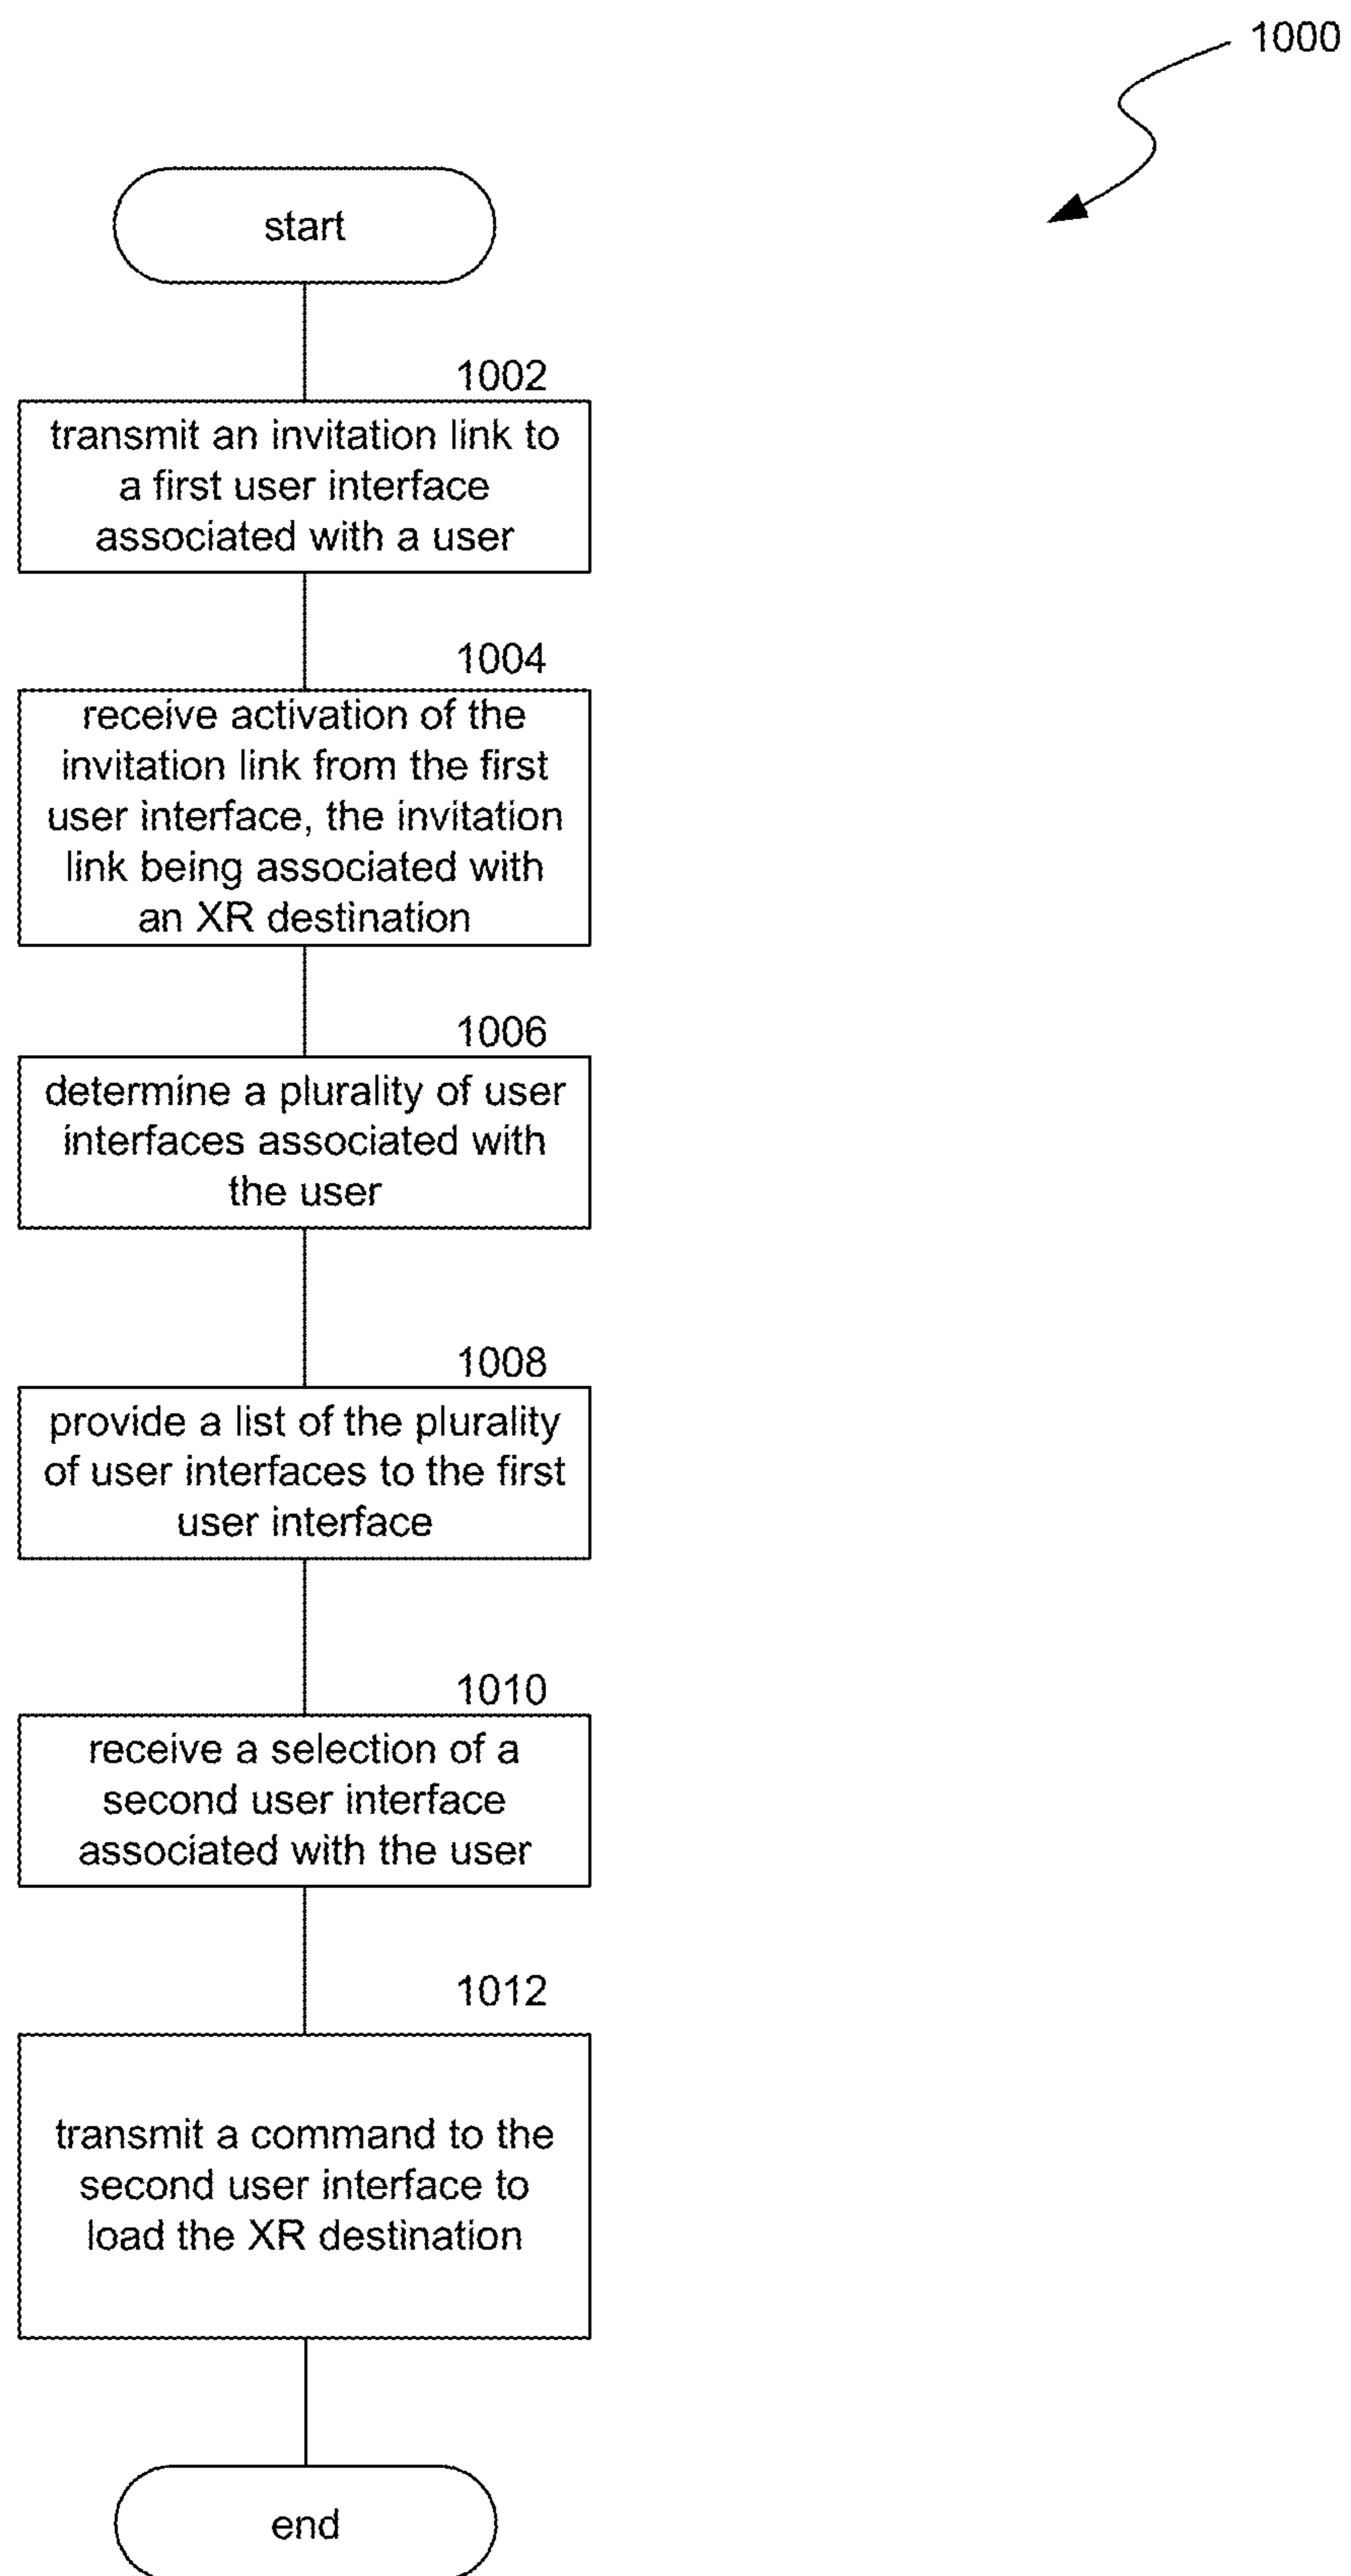 1000
start
1002
transmit an invitation link to
a first user interface
associated with a user
1004
receive activation of the
invitation link from the first
user interface, the invitation
link being associated with
an XR destination
1006
determine a plurality of user
interfaces associated with
the user
1008
provide a list of the plurality
of user interfaces to the first
user interface
1010
receive a selection of a
second user interface
associated with the user
1012
transmit a command to the
second user interface to
load the XR destination
end